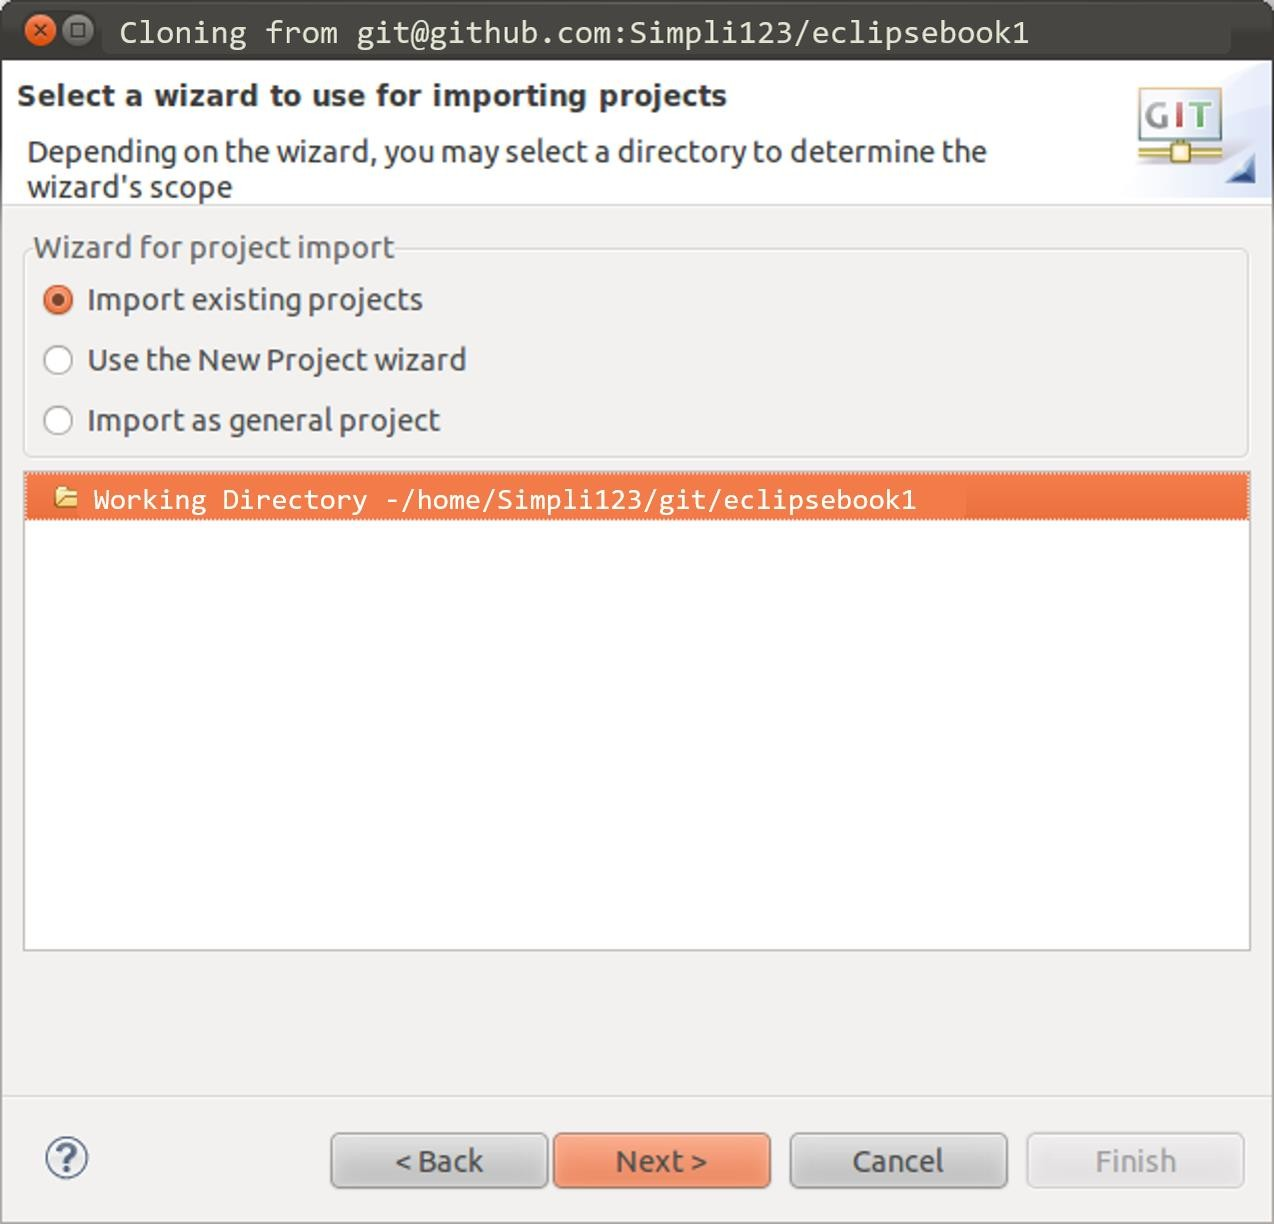 Cloning from git@github.com:Simpli123/eclipsebook1
Select a wizard to use for importing projects
GIT
Depending on the wizard, you may select a directory to determine the
wizard's scope
Wizard for project import
Import existing projects
Use the New Project wizard
Import as general project
Working Directory -/home/Simpli123/git/eclipsebook1
?
< Back
Next >
Cancel
Finish